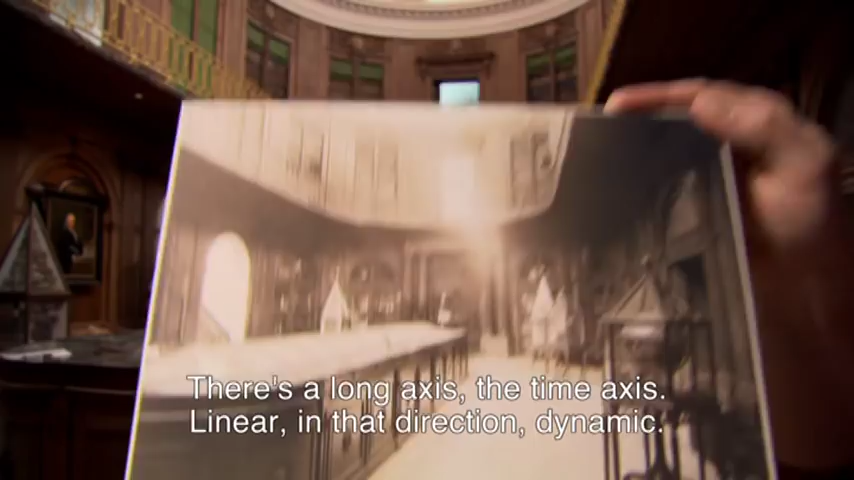 There's a long axis, the time axis.
Linear, in that direction, dynamic.